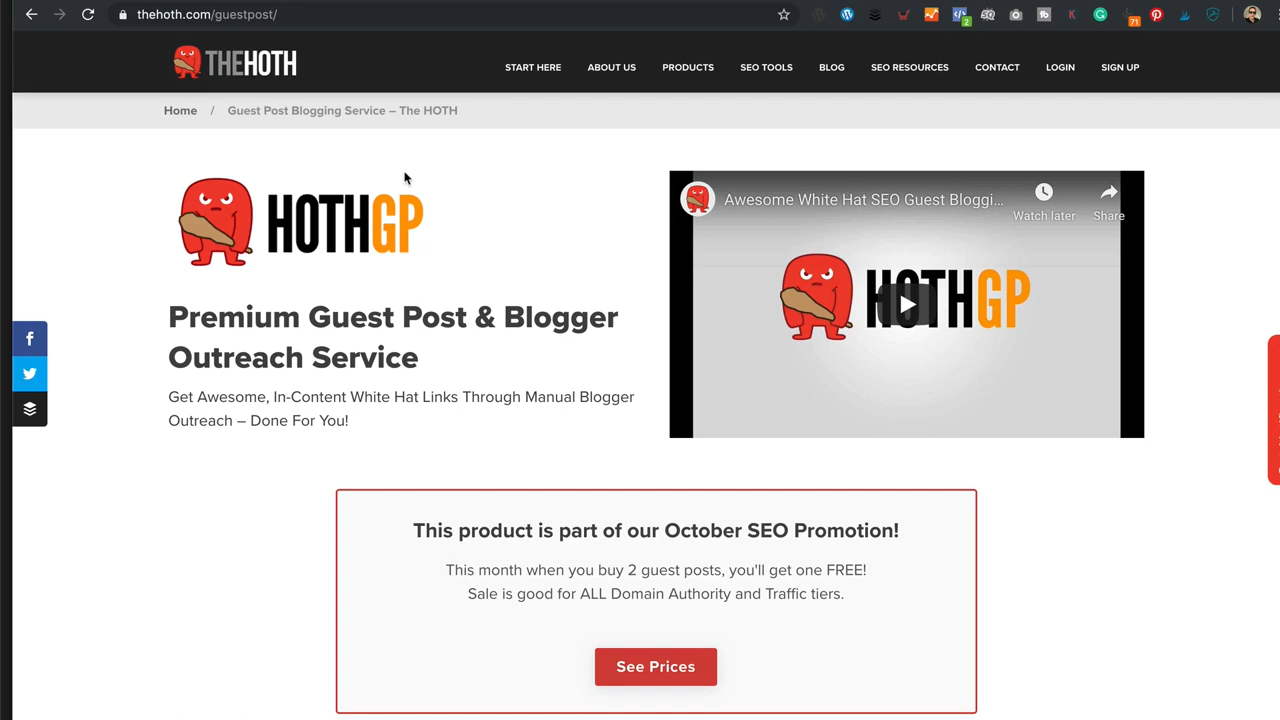 thehoth.com/guestpost/
2
71
THEHOTH
START HERE
ABOUT US
PRODUCTS
SEO TOOLS
BLOG
SEO RESOURCES
CONTACT
LOGIN
SIGN UP
Home / Guest Post Blogging Service – The HOTH
HOTHGP
Premium Guest Post & Blogger
Outreach Service
Get Awesome, In-Content White Hat Links Through Manual Blogger
Outreach – Done For You!
Awesome White Hat SEO Guest Bloggi...
Watch later
Share
HOTHGP
This product is part of our October SEO Promotion!
This month when you buy 2 guest posts, you'll get one FREE!
Sale is good for ALL Domain Authority and Traffic tiers.
See Prices